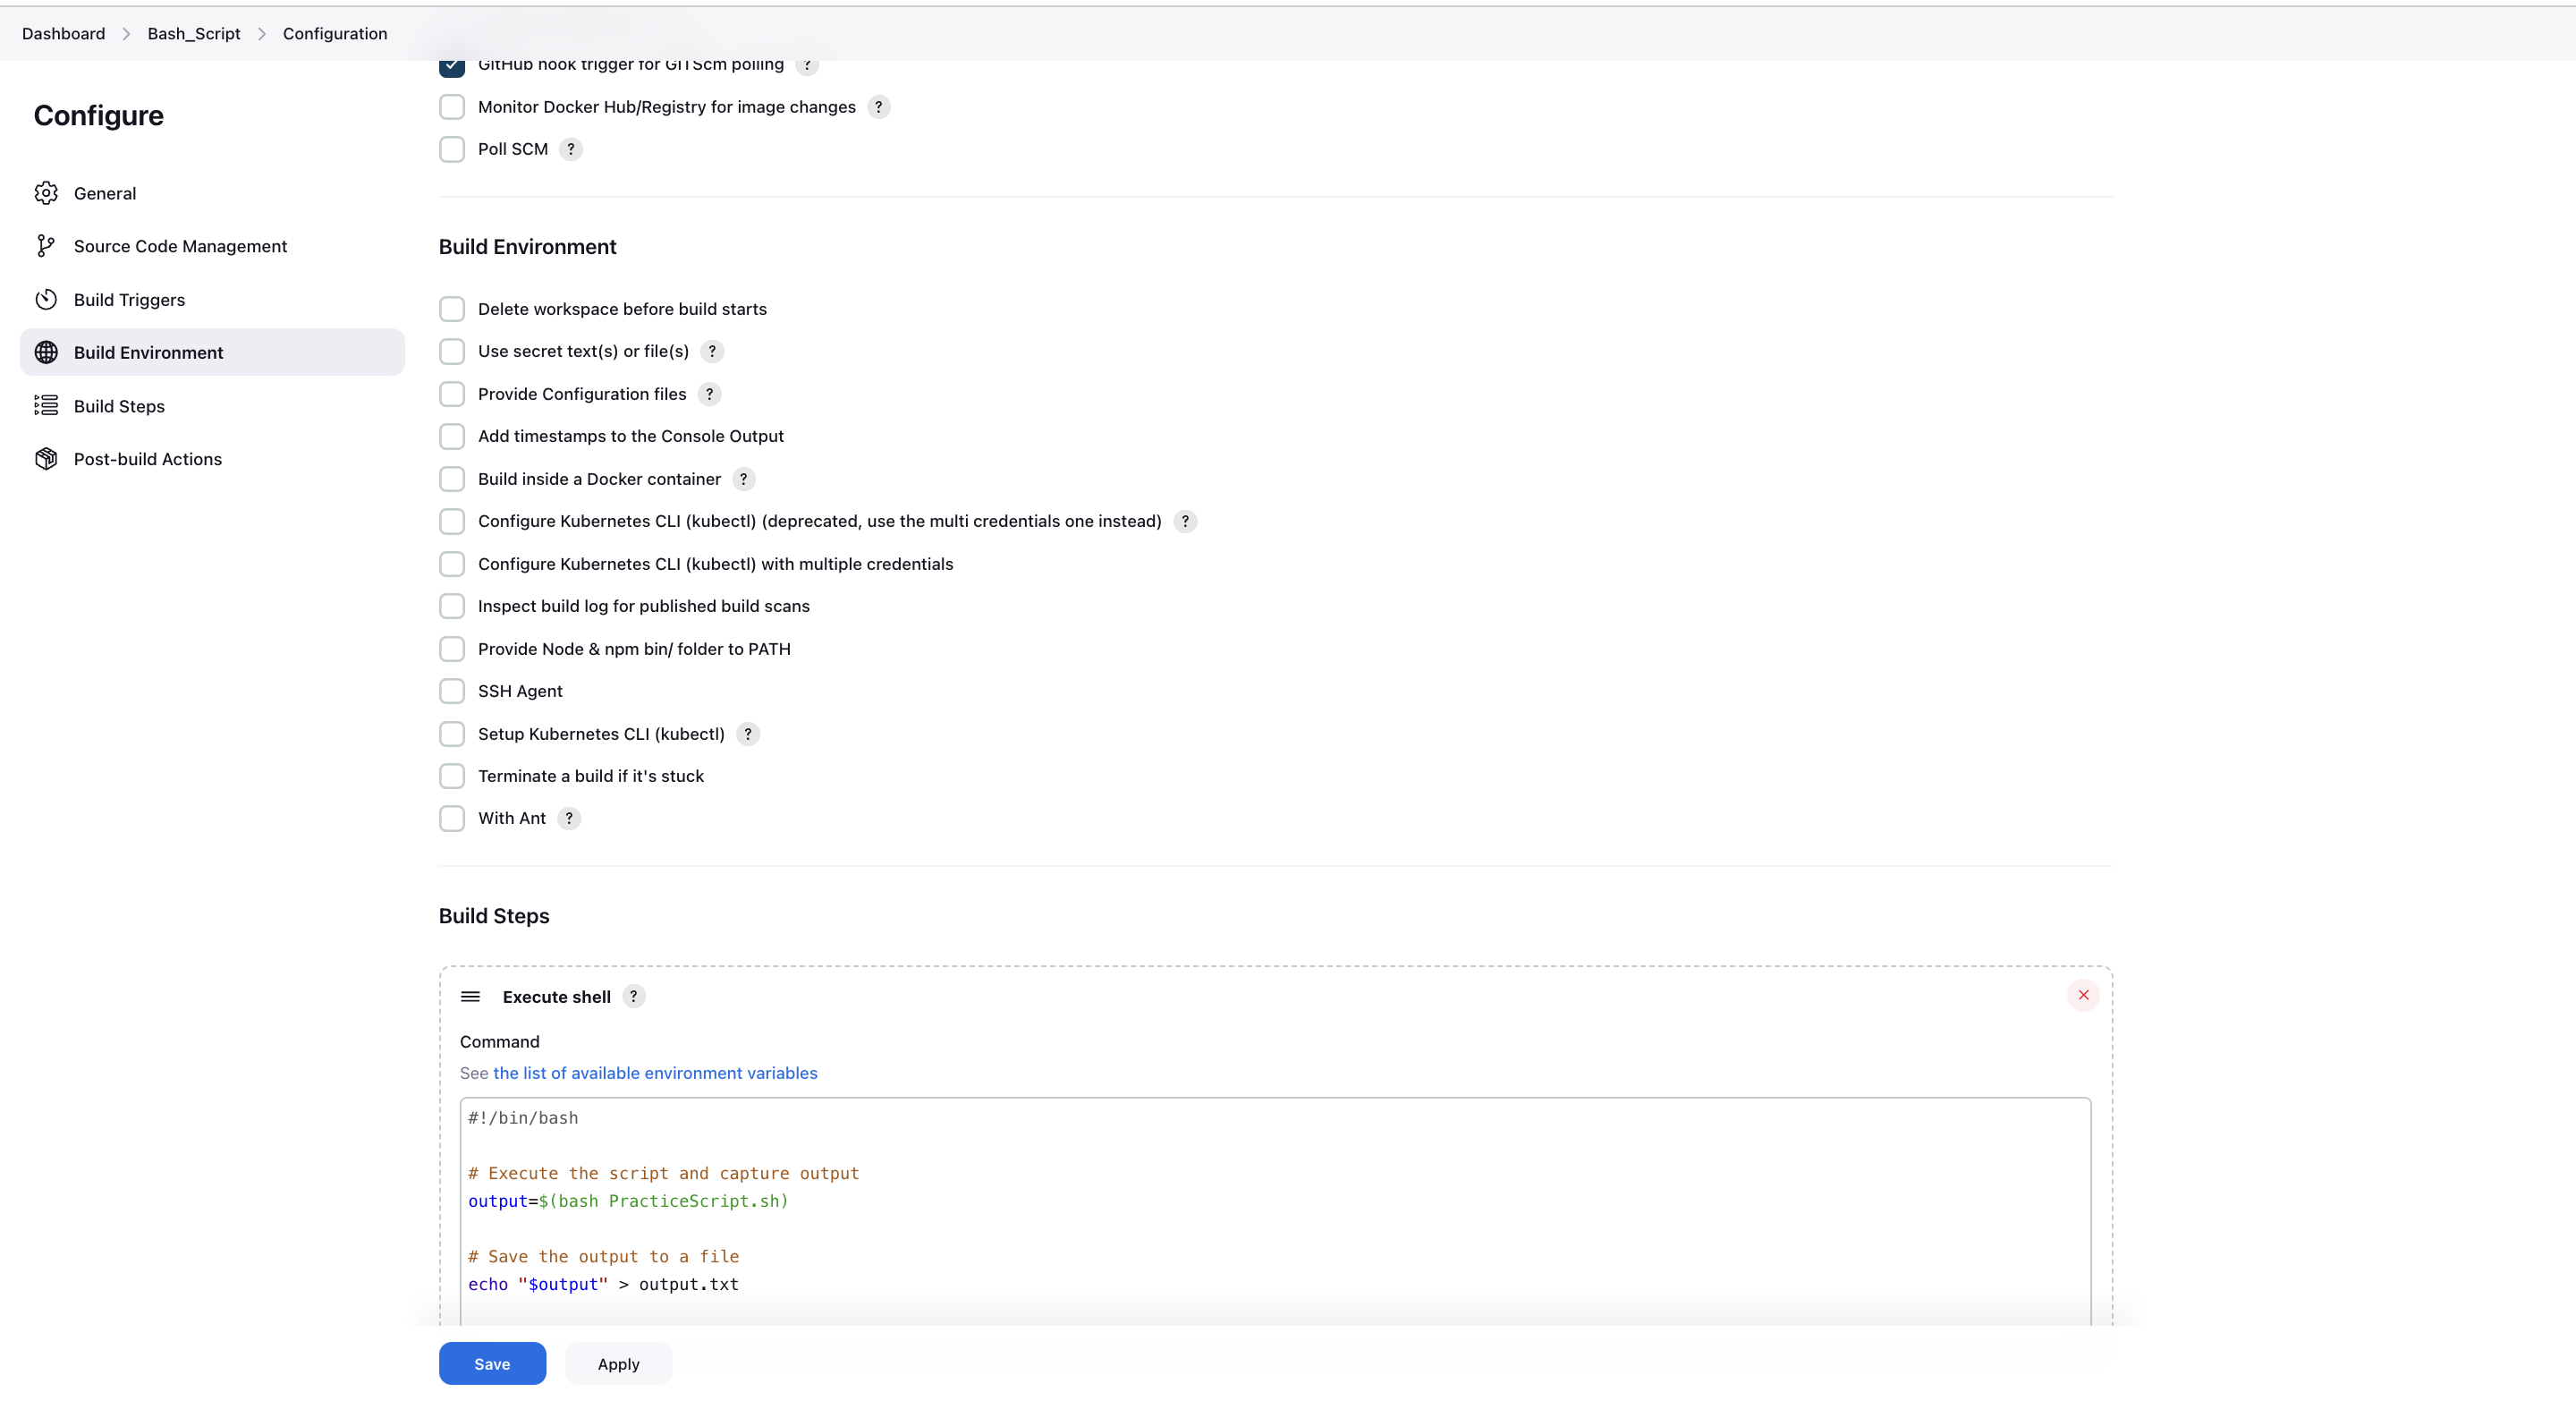 Dashboard > Bash_Script > Configuration
GitHub hook trigger for GITScm polling ?
Configure
Monitor Docker Hub/Registry for image changes ?
Poll SCM ?
General
Source Code Management
Build Triggers
Build Environment
Build Steps
Post-build Actions
Build Environment
Delete workspace before build starts
Use secret text(s) or file(s) ?
Provide Configuration files ?
Add timestamps to the Console Output
Build inside a Docker container ?
Configure Kubernetes CLI (kubectl) (deprecated, use the multi credentials one instead) ?
Configure Kubernetes CLI (kubectl) with multiple credentials
Inspect build log for published build scans
Provide Node & npm bin/ folder to PATH
SSH Agent
Setup Kubernetes CLI (kubectl) ?
Terminate a build if it's stuck
With Ant ?
Build Steps
Execute shell ?
Command
See the list of available environment variables
#!/bin/bash
# Execute the script and capture output
output=$(bash PracticeScript.sh)
# Save the output to a file
echo "$output" > output.txt
Save
Apply